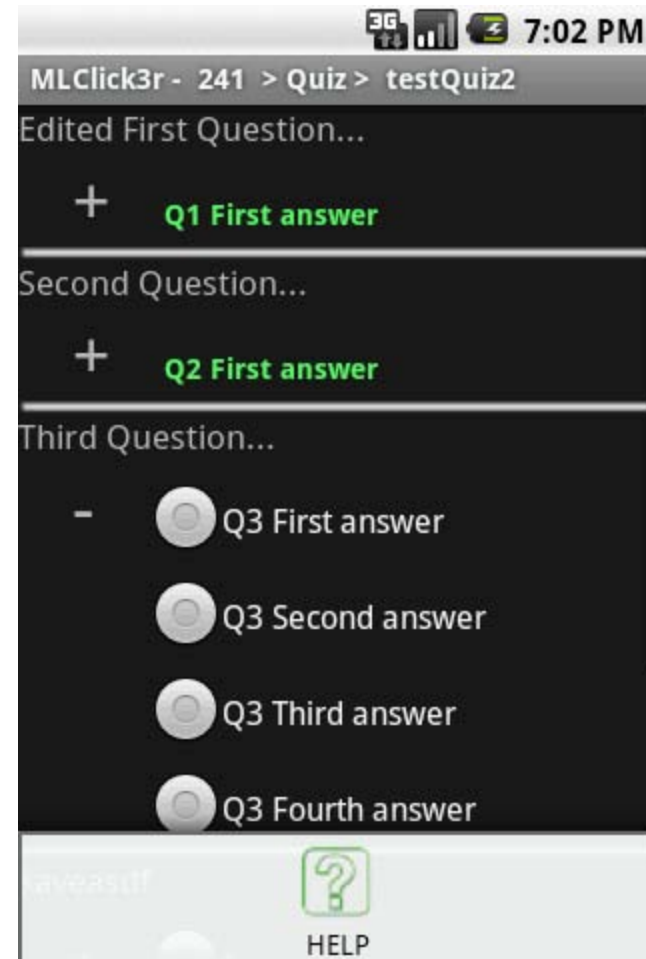 3G 7:02 PM
MLClick3r - 241 > Quiz > testQuiz2
Edited First Question...
+ Q1 First answer
Second Question...
+ Q2 First answer
Third Question...
- Q3 First answer
Q3 Second answer
Q3 Third answer
Q3 Fourth answer
HELP